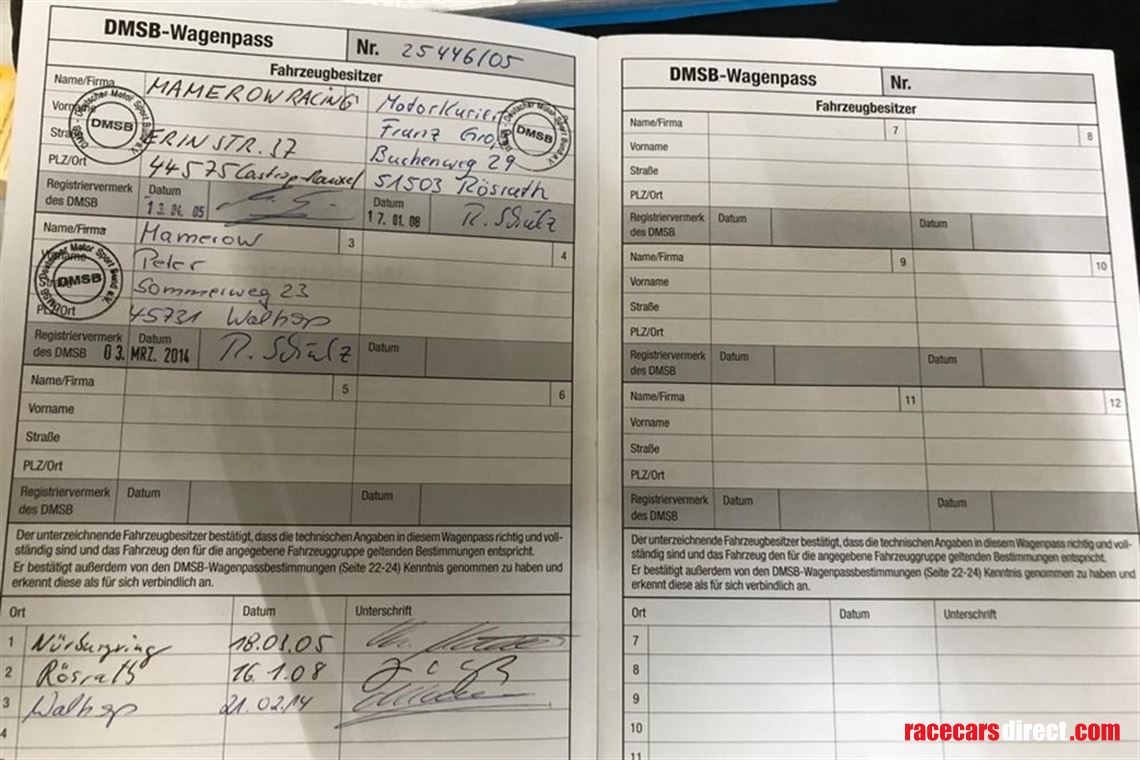 DMSB-Wagenpass
Nr. 25446/05
Fahrzeugbesitzer
Name/Firma MAMEROW RACING Motorkurier
Vorname Franz Gro
Straße ERINSTR. 37 Buchenweg 29
PLZ/Ort 44575 Castrop-Rauxel 51503 Rösrath
Registriervermerk des DMSB Datum 13. 04. 05 Datum 17. 01. 08 R. Schulz
Name/Firma Mamerow 3 4
Peter
Sommerweg 23
PLZ/Ort 45731 Waltrop
Registriervermerk Datum Datum
des DMSB 03. MRZ. 2014 R. Schulz
Name/Firma 5 6
Vorname
Straße
PLZ/Ort
Registriervermerk Datum Datum
des DMSB
Der unterzeichnende Fahrzeugbesitzer bestätigt, dass die technischen Angaben in diesem Wagenpass richtig und voll-
ständig sind und das Fahrzeug den für die angegebene Fahrzeuggruppe geltenden Bestimmungen entspricht.
Er bestätigt außerdem von den DMSB-Wagenpassbestimmungen (Seite 22-24) Kenntnis genommen zu haben und
erkennt diese als für sich verbindlich an.
Ort Datum Unterschrift
1 Nürburgring 18.01.05
2 Rösrath 16.1.08
3 Waltrop 21.02.14
4
DMSB-Wagenpass
Nr.
Fahrzeugbesitzer
Name/Firma 7 8
Vorname
Straße
PLZ/Ort
Registriervermerk Datum Datum
des DMSB
Name/Firma 9 10
Vorname
Straße
PLZ/Ort
Registriervermerk Datum Datum
des DMSB
Name/Firma 11 12
Vorname
Straße
PLZ/Ort
Registriervermerk Datum Datum
des DMSB
Der unterzeichnende Fahrzeugbesitzer bestätigt, dass die technischen Angaben in diesem Wagenpass richtig und voll-
ständig sind und das Fahrzeug den für die angegebene Fahrzeuggruppe geltenden Bestimmungen entspricht.
Er bestätigt außerdem von den DMSB-Wagenpassbestimmungen (Seite 22-24) Kenntnis genommen zu haben und
erkennt diese als für sich verbindlich an.
Ort Datum Unterschrift
7
8
9
10
11
racecarsdirect.com